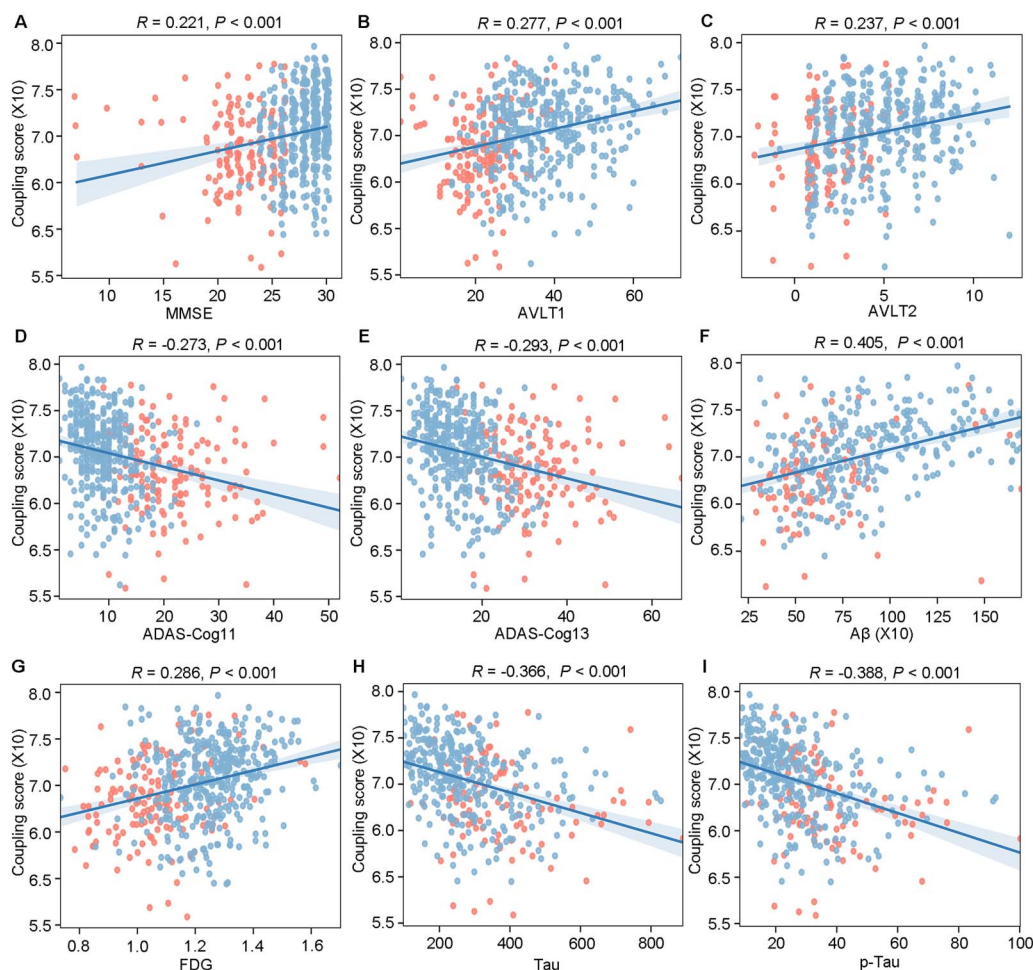 A
R = 0.221, P < 0.001
Coupling score (X10)
8.0
7.5
7.0
6.0
6.5
5.5
10
15
20
25
30
MMSE
B
R = 0.277, P < 0.001
Coupling score (X10)
8.0
7.5
7.0
6.0
6.5
5.5
20
40
60
AVLT1
C
R = 0.237, P < 0.001
Coupling score (X10)
8.0
7.5
7.0
6.0
6.5
5.5
0
5
10
AVLT2
D
R = -0.273, P < 0.001
Coupling score (X10)
8.0
7.5
7.0
6.0
6.5
5.5
10
20
30
40
50
ADAS-Cog11
E
R = -0.293, P < 0.001
Coupling score (X10)
8.0
7.5
7.0
6.0
6.5
5.5
20
40
60
ADAS-Cog13
F
R = 0.405, P < 0.001
Coupling score (X10)
8.0
7.5
7.0
6.0
6.5
5.5
25
50
75
100
125
150
Aβ (X10)
G
R = 0.286, P < 0.001
Coupling score (X10)
8.0
7.5
7.0
6.0
6.5
5.5
0.8
1.0
1.2
1.4
1.6
FDG
H
R = -0.366, P < 0.001
Coupling score (X10)
8.0
7.5
7.0
6.0
6.5
5.5
200
400
600
800
Tau
I
R = -0.388, P < 0.001
Coupling score (X10)
8.0
7.5
7.0
6.0
6.5
5.5
20
40
60
80
100
p-Tau